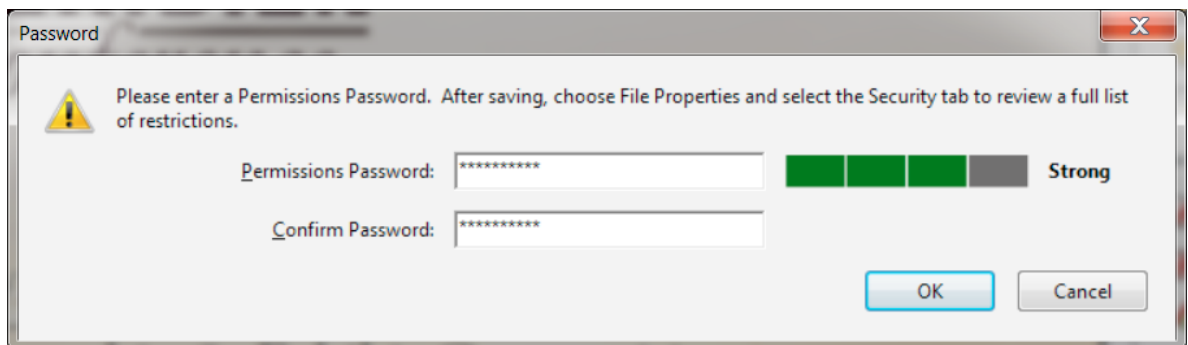 Password
Please enter a Permissions Password.  After saving, choose File Properties and select the Security tab to review a full list
of restrictions.
Permissions Password: ********** Strong
Confirm Password: **********
OK Cancel